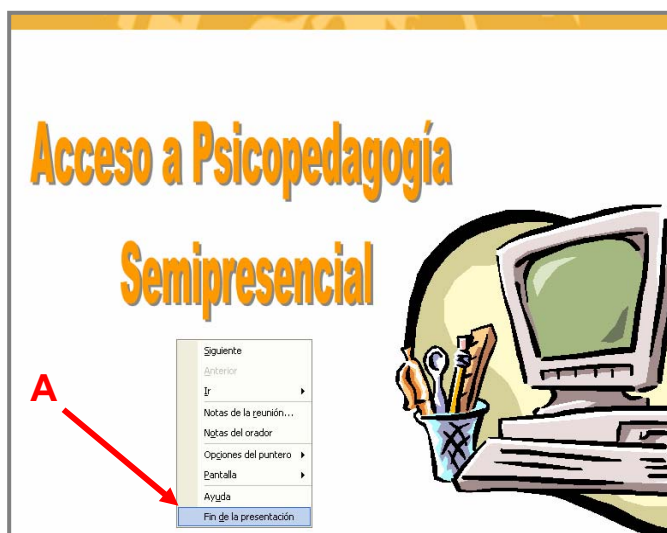 Acceso a Psicopedagogía
Semipresencial
Siguiente
Anterior
Ir
A
Notas de la reunión...
Notas del orador
Opciones del puntero
Pantalla
Ayuda
Fin de la presentación